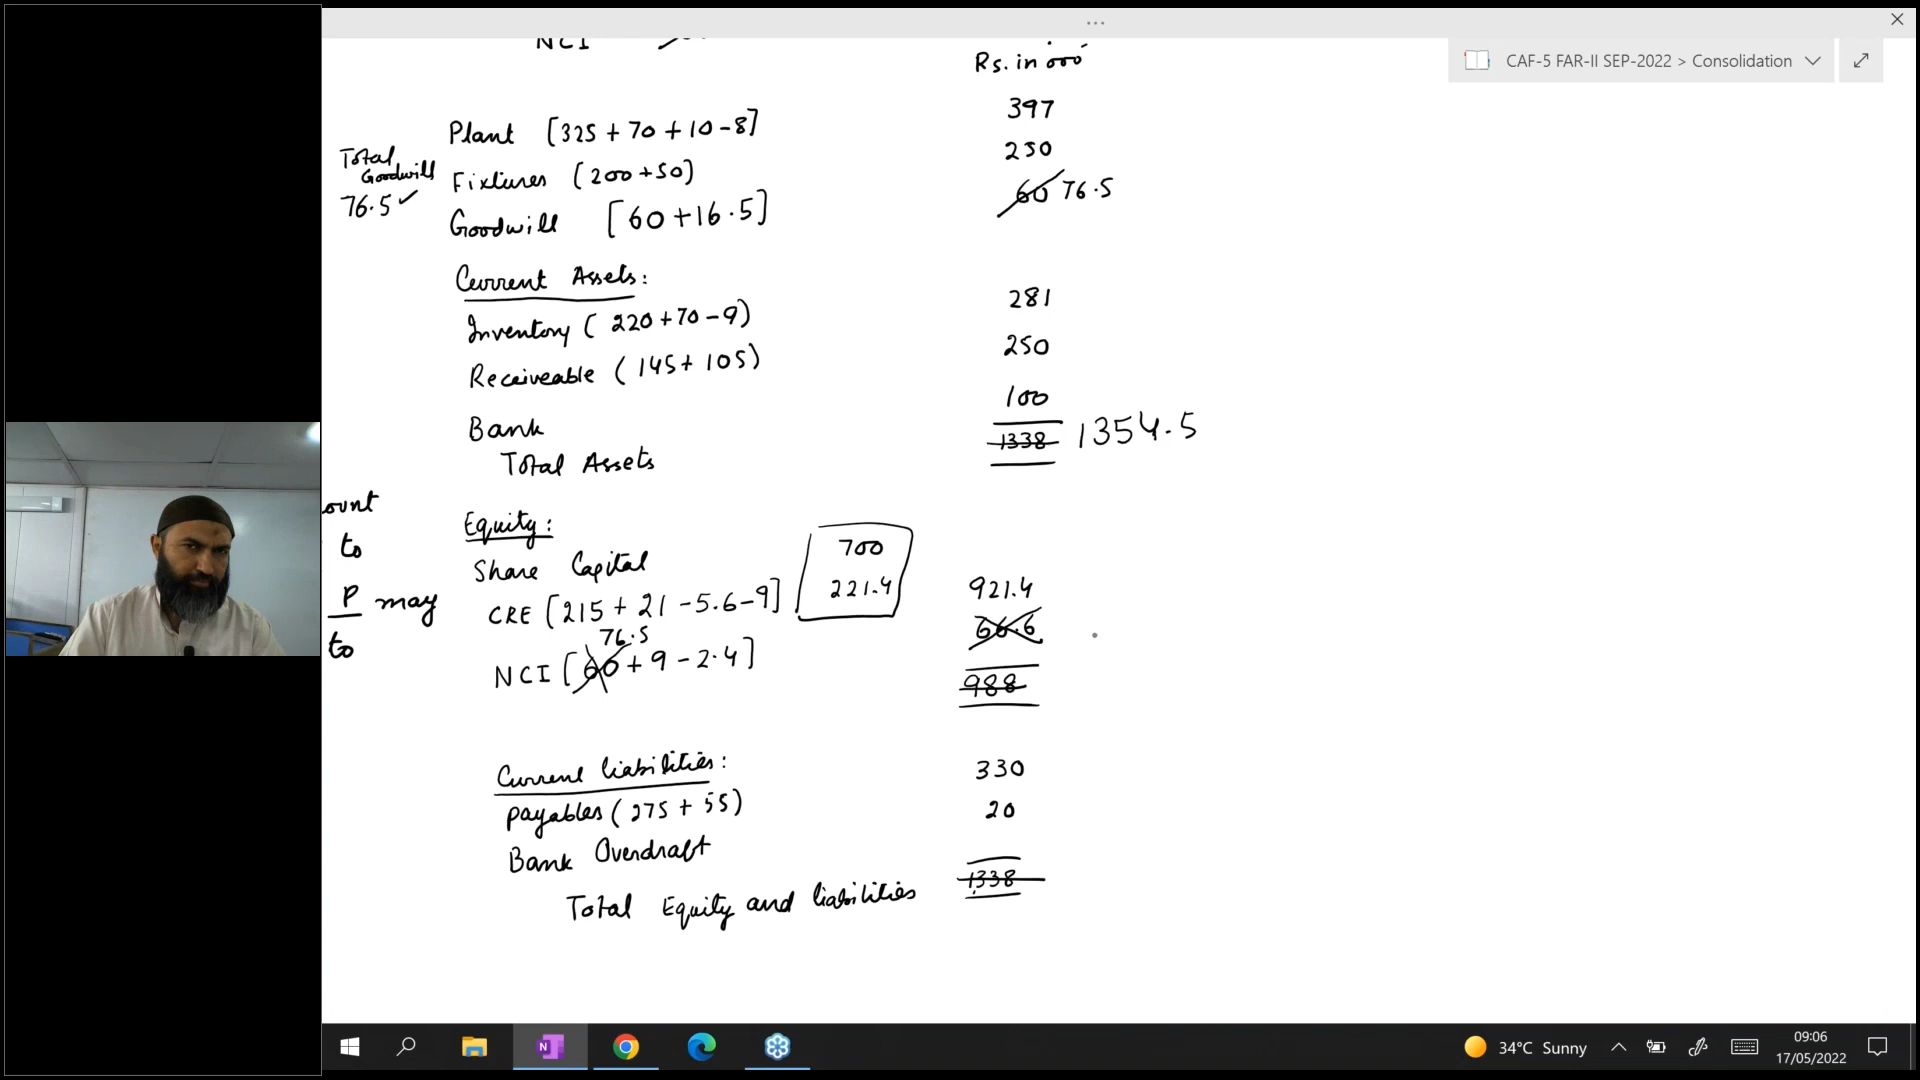 CAF-5 FAR-II SEP-2022 > Consolidation
NCI
Rs. in 000'
Plant [325 + 70 + 10 - 8] 397
Fixtures (200 + 50) 250
Total Goodwill
76.5 ✓
Goodwill [60 + 16.5] 60 76.5
Current Assets:
Inventory (220 + 70 - 9) 281
Receiveable (145 + 105) 250
Bank 100
Total Assets 1338 1354.5
ount
to
P may
to
Equity:
Share Capital 700
CRE [215 + 21 - 5.6 - 9] 221.4 921.4
76.5
NCI [60 + 9 - 2.4] 66.6
988
Current liabilities:
Payables (275 + 55) 330
Bank Overdraft 20
Total Equity and liabilities 1338
34°C Sunny
09:06
17/05/2022